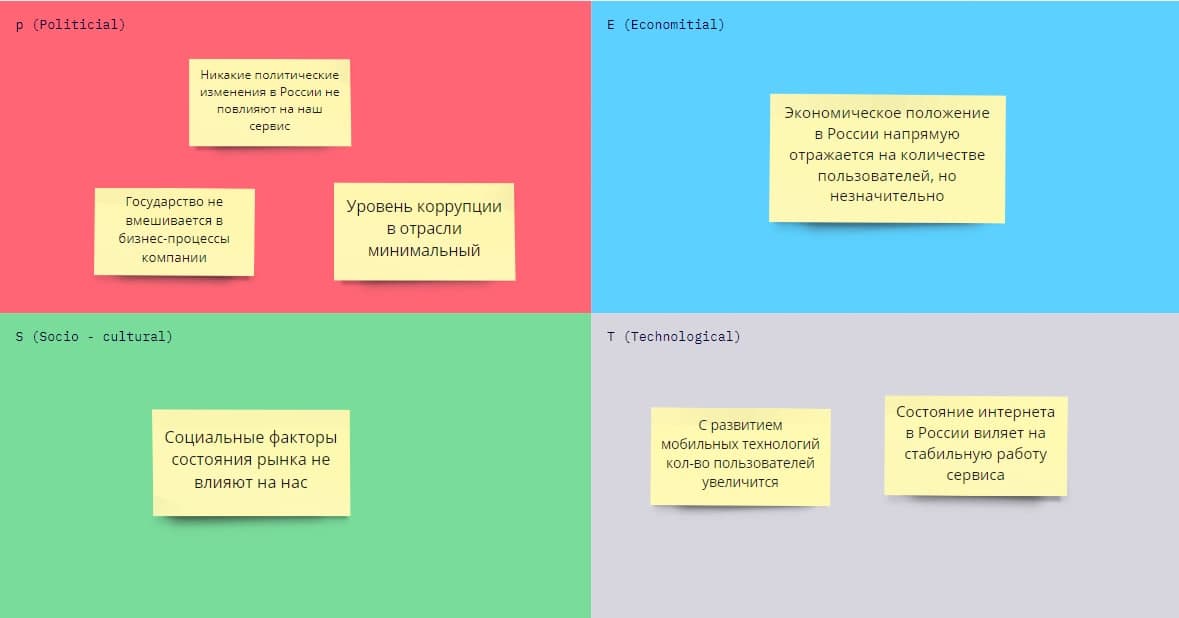 p (Politicial)
Никакие политические
изменения в России не
повлияют на наш
сервис
Государство не
вмешивается в
бизнес-процессы
компании
Уровень коррупции
в отрасли
минимальный
E (Economitial)
Экономическое положение
в России напрямую
отражается на количестве
пользователей, но
незначительно
S (Socio - cultural)
Социальные факторы
состояния рынка не
влияют на нас
T (Technological)
С развитием
мобильных технологий
кол-во пользователей
увеличится
Состояние интернета
в России виляет на
стабильную работу
сервиса